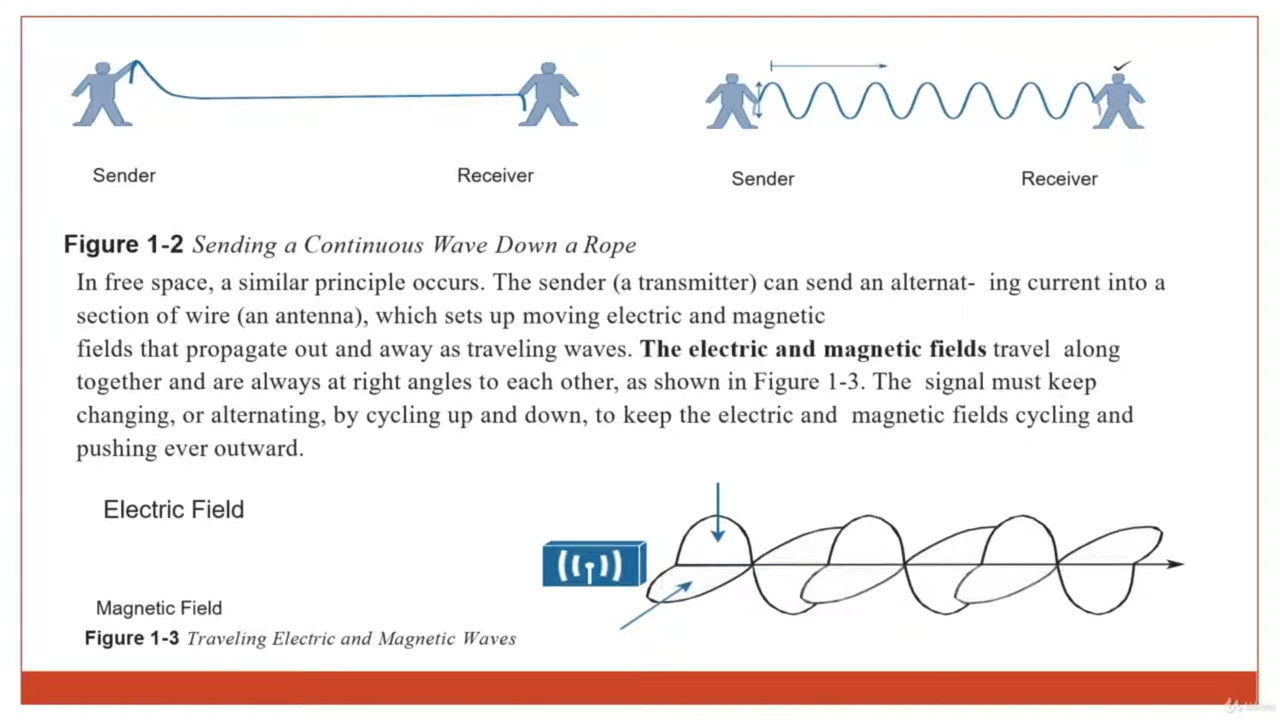 Sender
Receiver
Sender
Receiver
Figure 1-2 Sending a Continuous Wave Down a Rope
In free space, a similar principle occurs. The sender (a transmitter) can send an alternat- ing current into a
section of wire (an antenna), which sets up moving electric and magnetic
fields that propagate out and away as traveling waves. The electric and magnetic fields travel along
together and are always at right angles to each other, as shown in Figure 1-3. The signal must keep
changing, or alternating, by cycling up and down, to keep the electric and magnetic fields cycling and
pushing ever outward.
Electric Field
Magnetic Field
Figure 1-3 Traveling Electric and Magnetic Waves